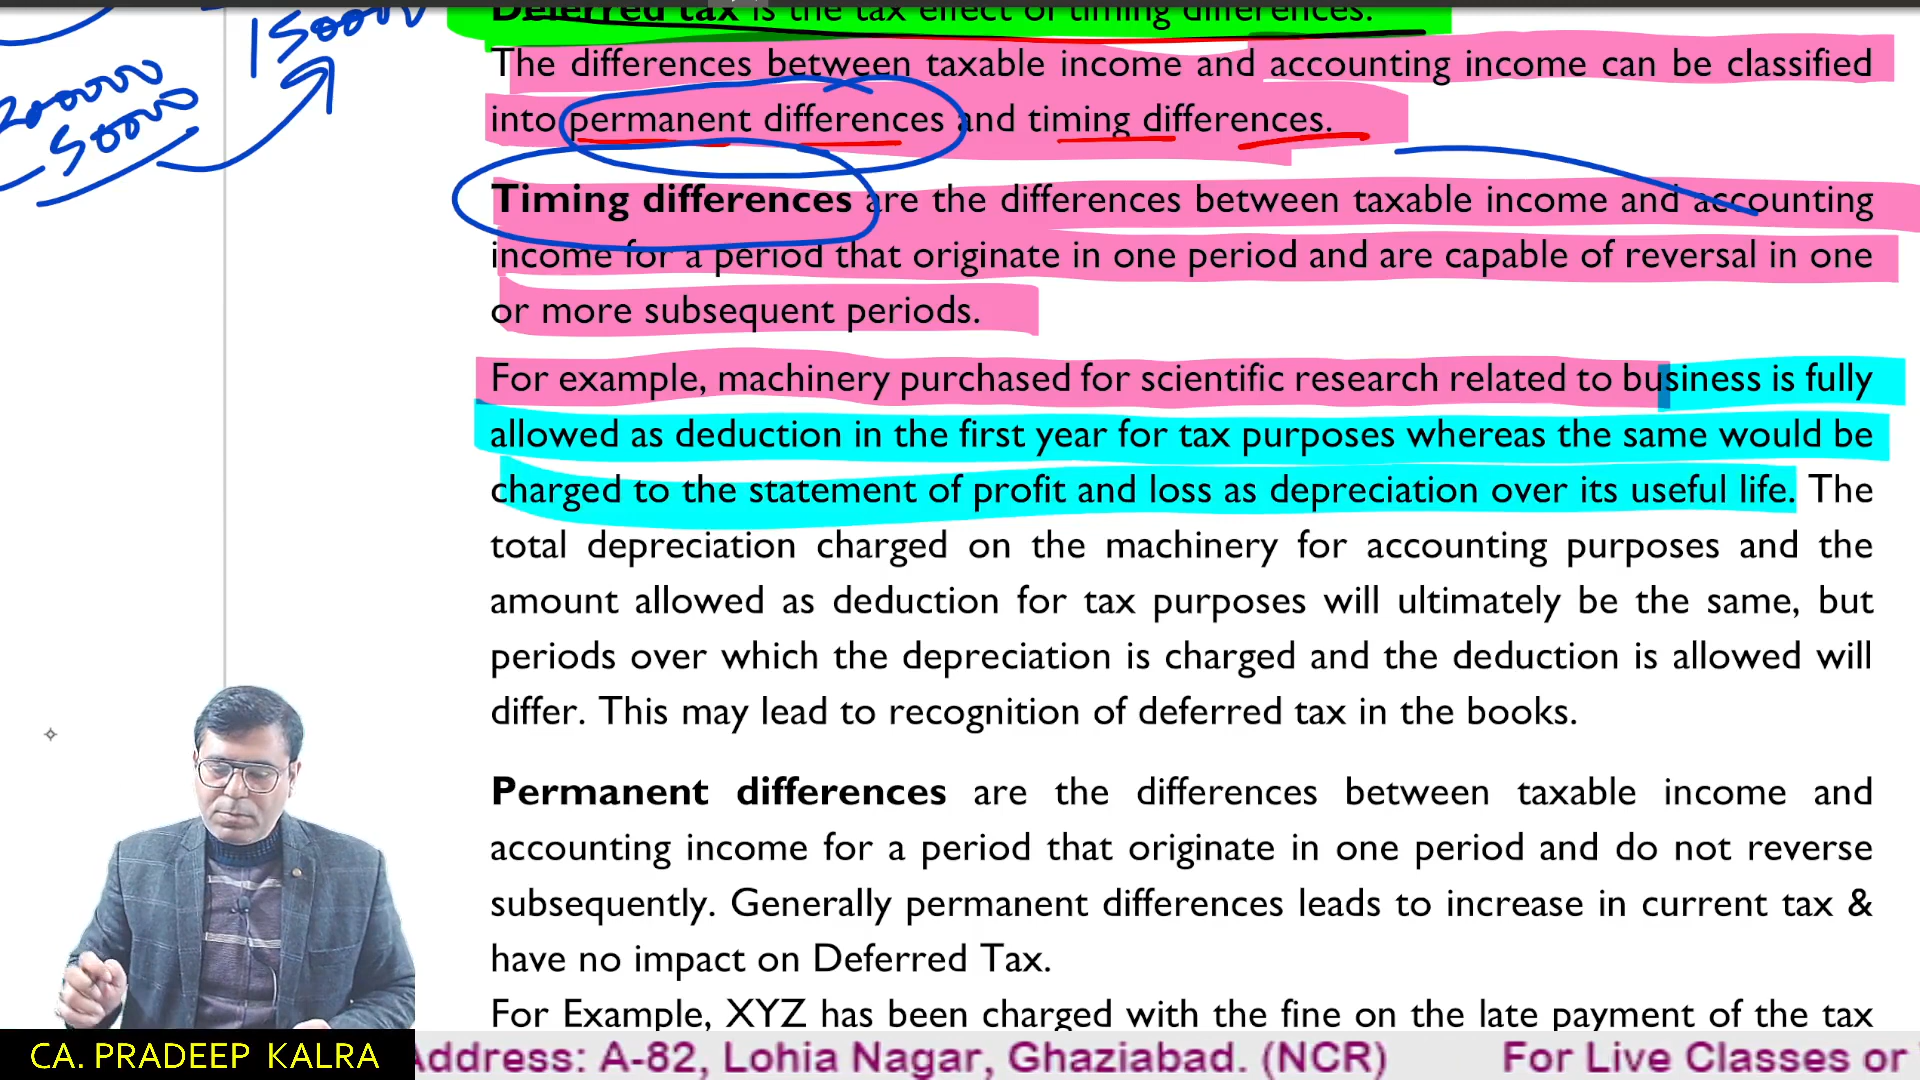 Deferred tax is the tax effect of timing differences.
The differences between taxable income and accounting income can be classified
into permanent differences and timing differences.
Timing differences are the differences between taxable income and accounting
income for a period that originate in one period and are capable of reversal in one
or more subsequent periods.
For example, machinery purchased for scientific research related to business is fully
allowed as deduction in the first year for tax purposes whereas the same would be
charged to the statement of profit and loss as depreciation over its useful life. The
total depreciation charged on the machinery for accounting purposes and the
amount allowed as deduction for tax purposes will ultimately be the same, but
periods over which the depreciation is charged and the deduction is allowed will
differ. This may lead to recognition of deferred tax in the books.
Permanent differences are the differences between taxable income and
accounting income for a period that originate in one period and do not reverse
subsequently. Generally permanent differences leads to increase in current tax &
have no impact on Deferred Tax.
For Example, XYZ has been charged with the fine on the late payment of the tax
CA. PRADEEP KALRA
Address: A-82, Lohia Nagar, Ghaziabad. (NCR) For Live Classes or